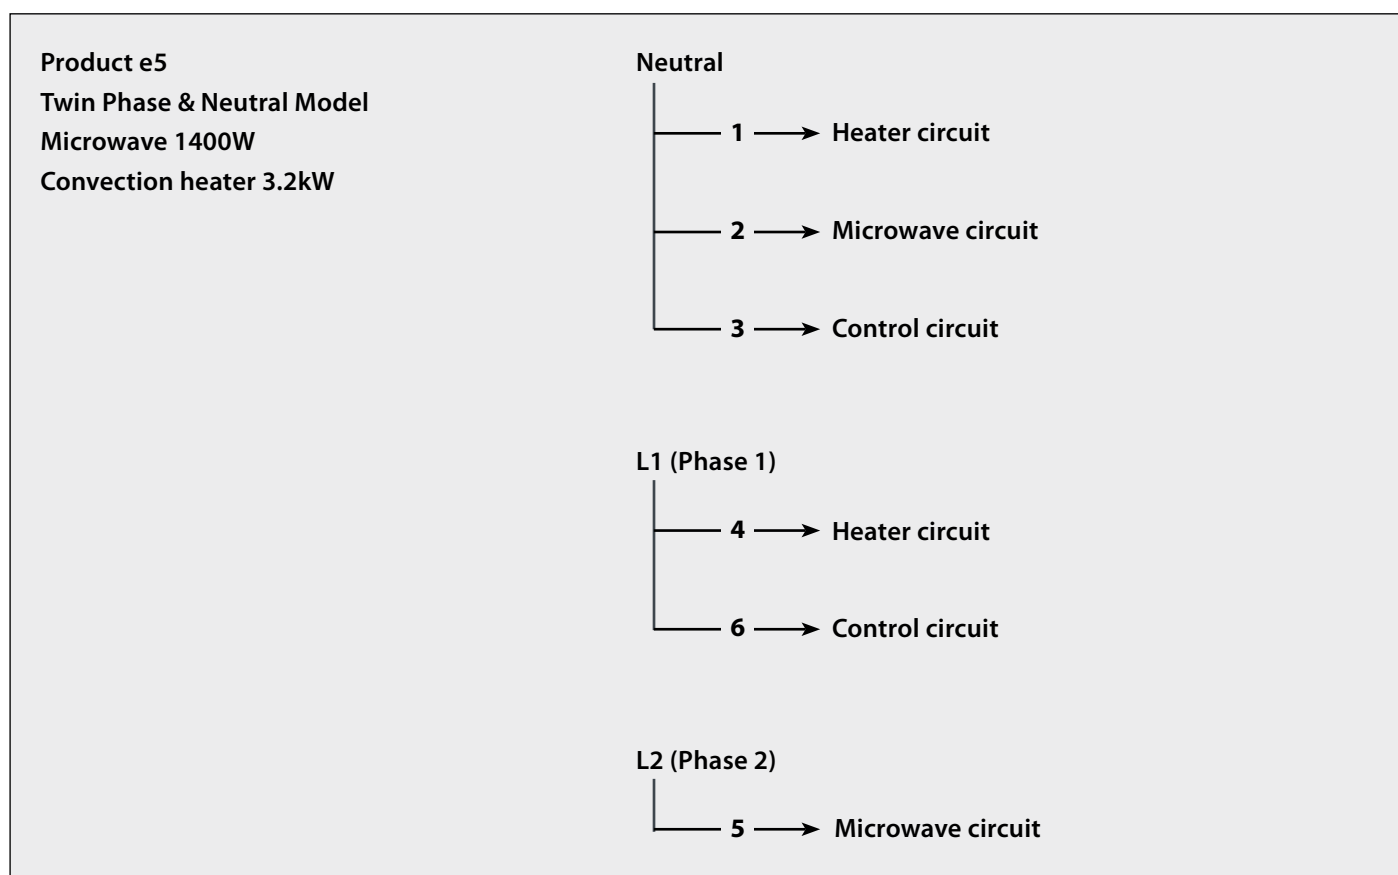 Product e5
Twin Phase & Neutral Model
Microwave 1400W
Convection heater 3.2kW
Neutral
1 Heater circuit
2 Microwave circuit
3 Control circuit
L1 (Phase 1)
4 Heater circuit
6 Control circuit
L2 (Phase 2)
5 Microwave circuit